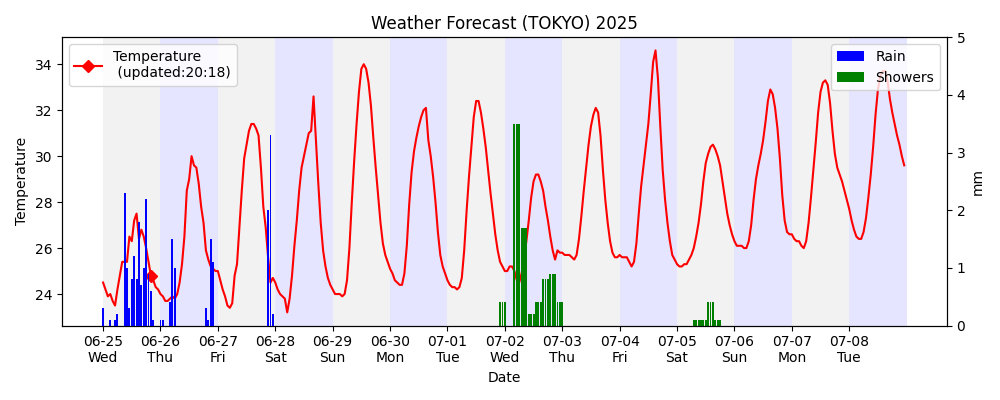 Weather Forecast (TOKYO) 2025
Temperature
(updated:20:18)
Rain
Showers
Temperature
34
32
30
28
26
24
5
4
3
2
1
0
mm
06-25 06-26 06-27 06-28 06-29 06-30 07-01 07-02 07-03 07-04 07-05 07-06 07-07 07-08
Wed Thu Fri Sat Sun Mon Tue Wed Thu Fri Sat Sun Mon Tue
Date